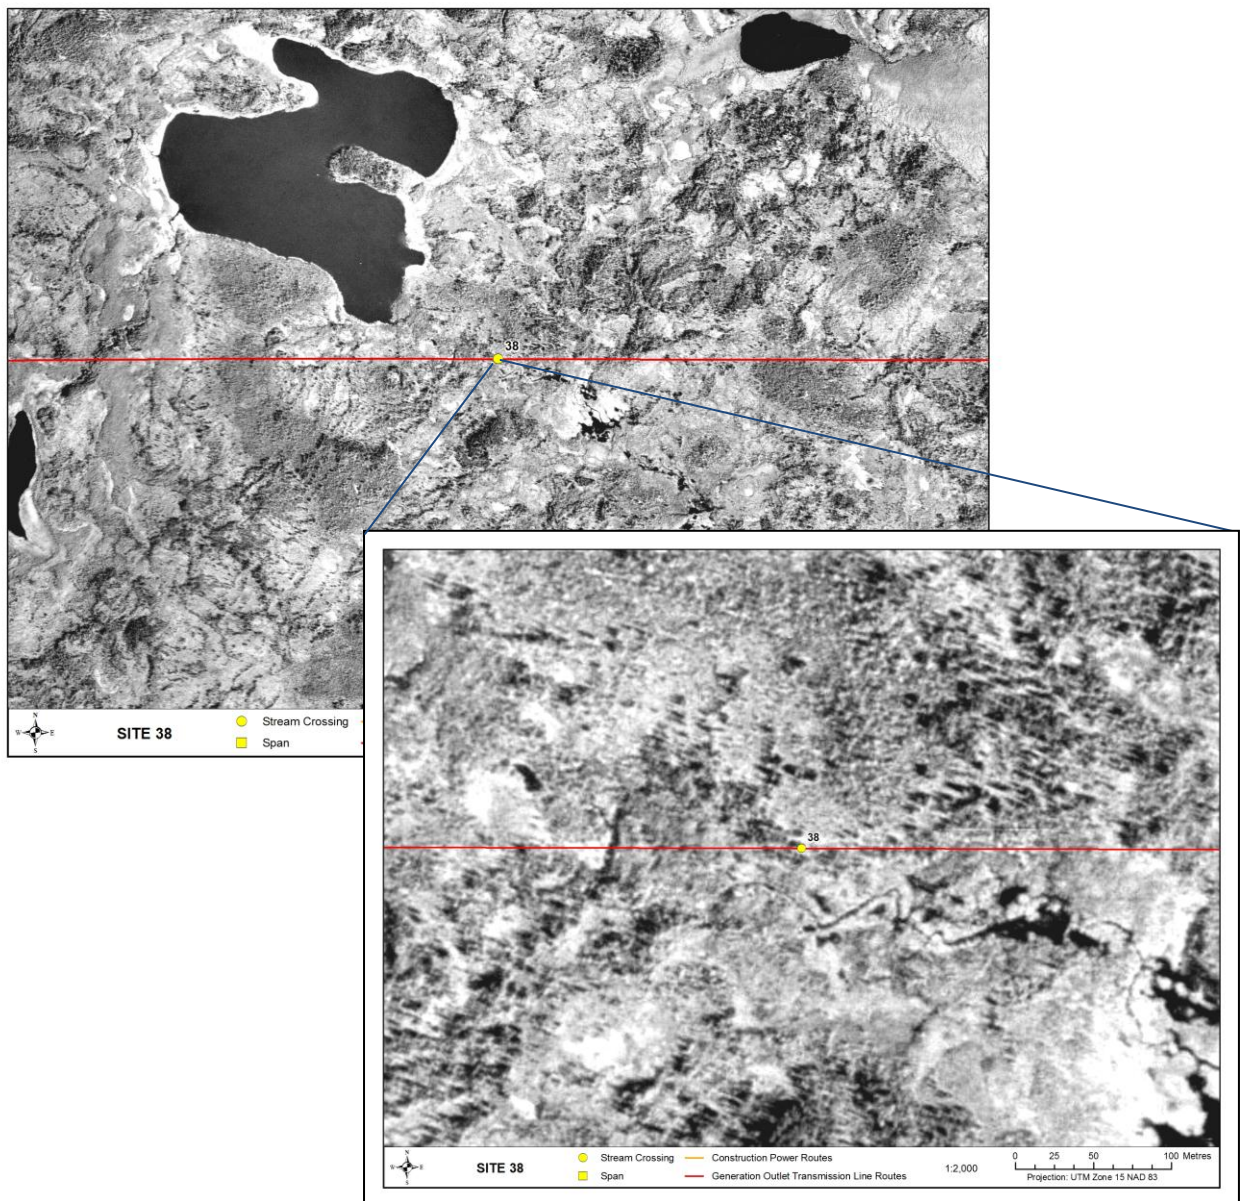 38
N
W E
S
SITE 38
Stream Crossing
Span
38
N
W E
S
SITE 38
Stream Crossing
Construction Power Routes
Span
Generation Outlet Transmission Line Routes
1:2,000
0 25 50 100 Metres
Projection: UTM Zone 15 NAD 83